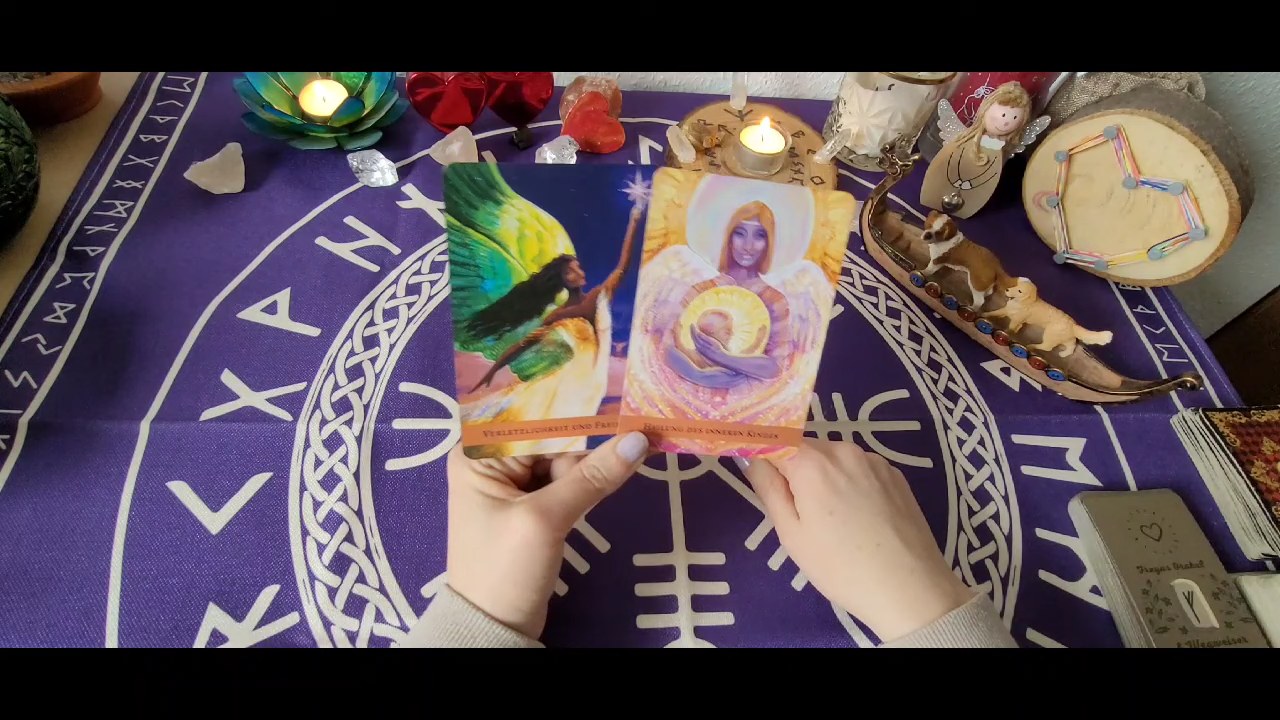 VERLETZLICHKEIT UND FREI
HEILUNG DES INNEREN KINDES
Freyas Orakel
& Wegweiser